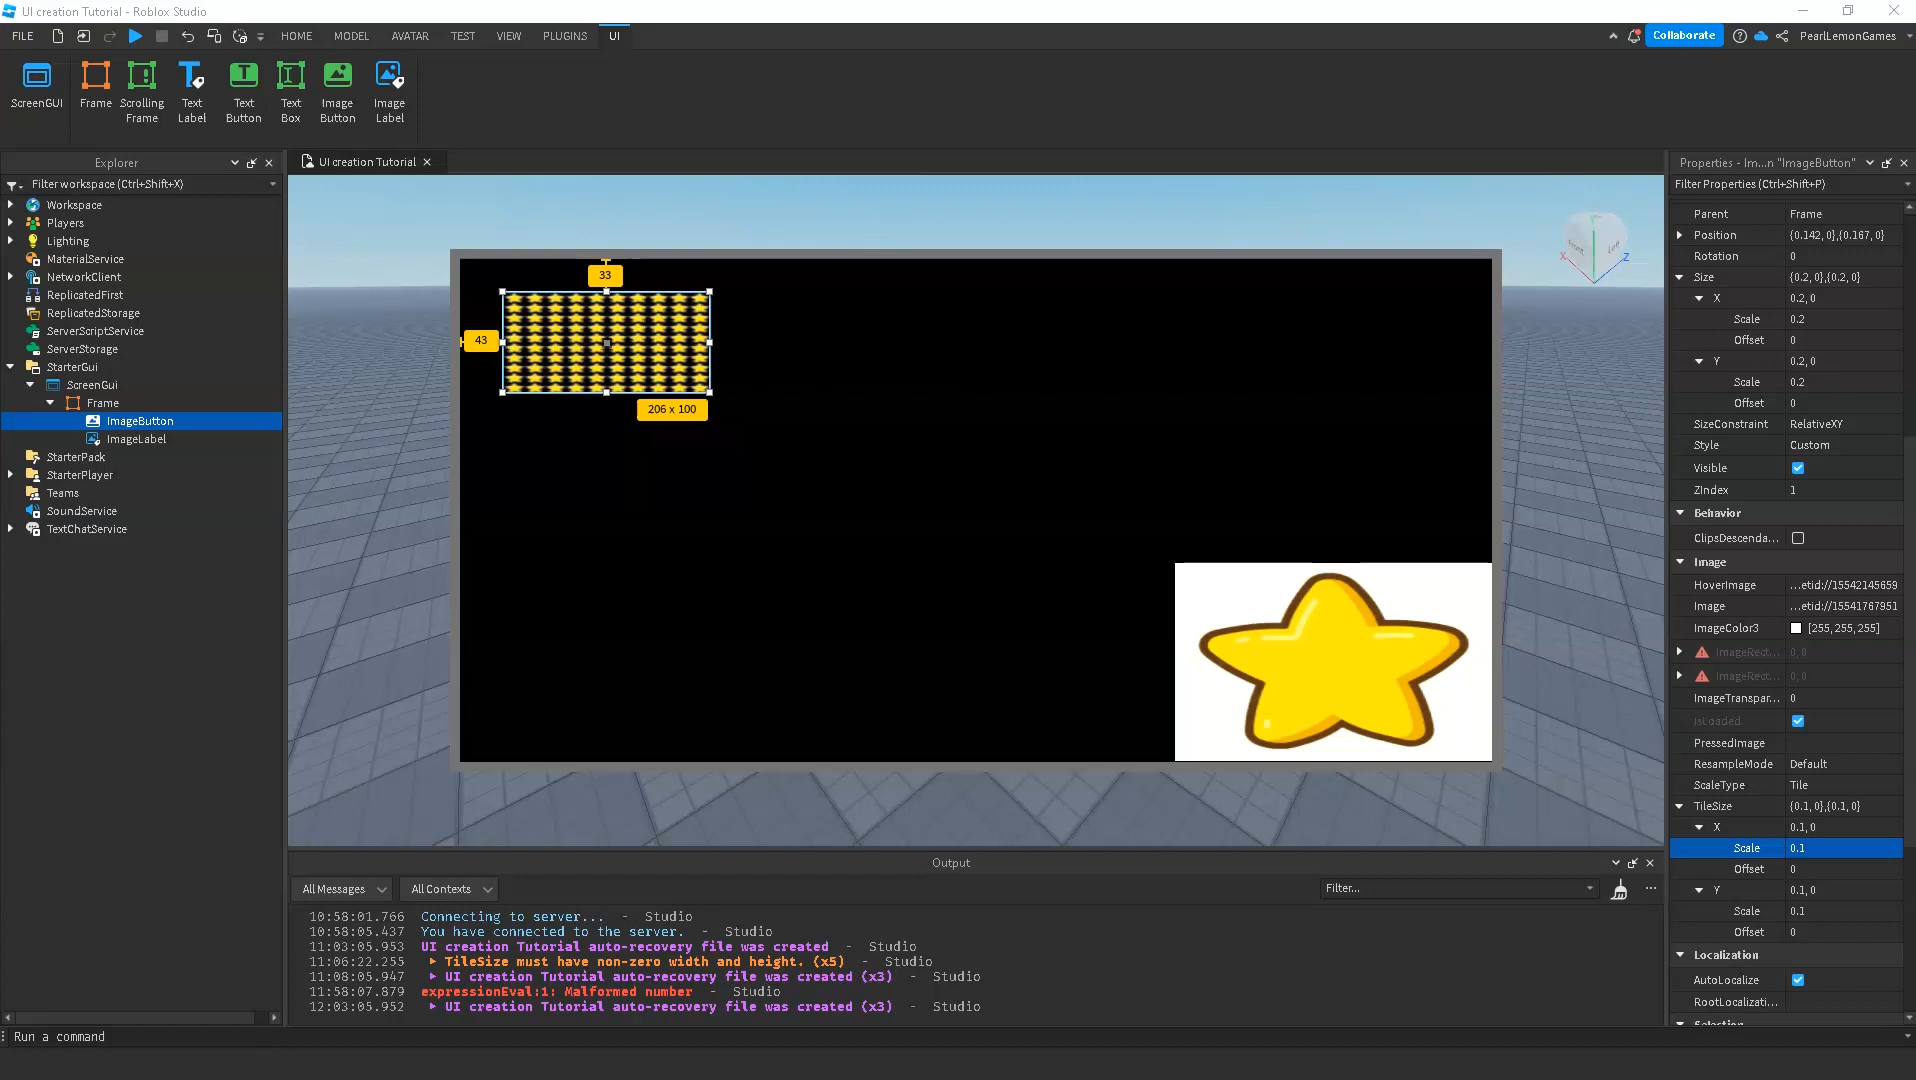 UI creation Tutorial - Roblox Studio
FILE HOME MODEL AVATAR TEST VIEW PLUGINS UI Collaborate PearlLemonGames
ScreenGUI Frame Scrolling Frame Text Label Text Button Text Box Image Button Image Label
Explorer
Filter workspace (Ctrl+Shift+X)
Workspace
Players
Lighting
MaterialService
NetworkClient
ReplicatedFirst
ReplicatedStorage
ServerScriptService
ServerStorage
StarterGui
ScreenGui
Frame
ImageButton
ImageLabel
StarterPack
StarterPlayer
Teams
SoundService
TextChatService
UI creation Tutorial
33
43
206 x 100
Front
Left
X
Y
Z
Properties - Im...n "ImageButton"
Filter Properties (Ctrl+Shift+P)
Parent Frame
Position {0.142, 0},{0.167, 0}
Rotation 0
Size {0.2, 0},{0.2, 0}
X 0.2, 0
Scale 0.2
Offset 0
Y 0.2, 0
Scale 0.2
Offset 0
SizeConstraint RelativeXY
Style Custom
Visible
ZIndex 1
Behavior
ClipsDescenda...
Image
HoverImage ...etid://15542145659
Image ...etid://15541767951
ImageColor3 [255, 255, 255]
ImageRect... 0, 0
ImageRect... 0, 0
ImageTranspar... 0
IsLoaded
PressedImage
ResampleMode Default
ScaleType Tile
TileSize {0.1, 0},{0.1, 0}
X 0.1, 0
Scale 0.1
Offset 0
Y 0.1, 0
Scale 0.1
Offset 0
Localization
AutoLocalize
RootLocalizati...
Selection
Output
All Messages All Contexts Filter...
10:58:01.766 Connecting to server... - Studio
10:58:05.437 You have connected to the server. - Studio
11:03:05.953 UI creation Tutorial auto-recovery file was created - Studio
11:06:22.255 TileSize must have non-zero width and height. (x5) - Studio
11:08:05.947 UI creation Tutorial auto-recovery file was created (x3) - Studio
11:58:07.879 expressionEval:1: Malformed number - Studio
12:03:05.952 UI creation Tutorial auto-recovery file was created (x3) - Studio
Run a command